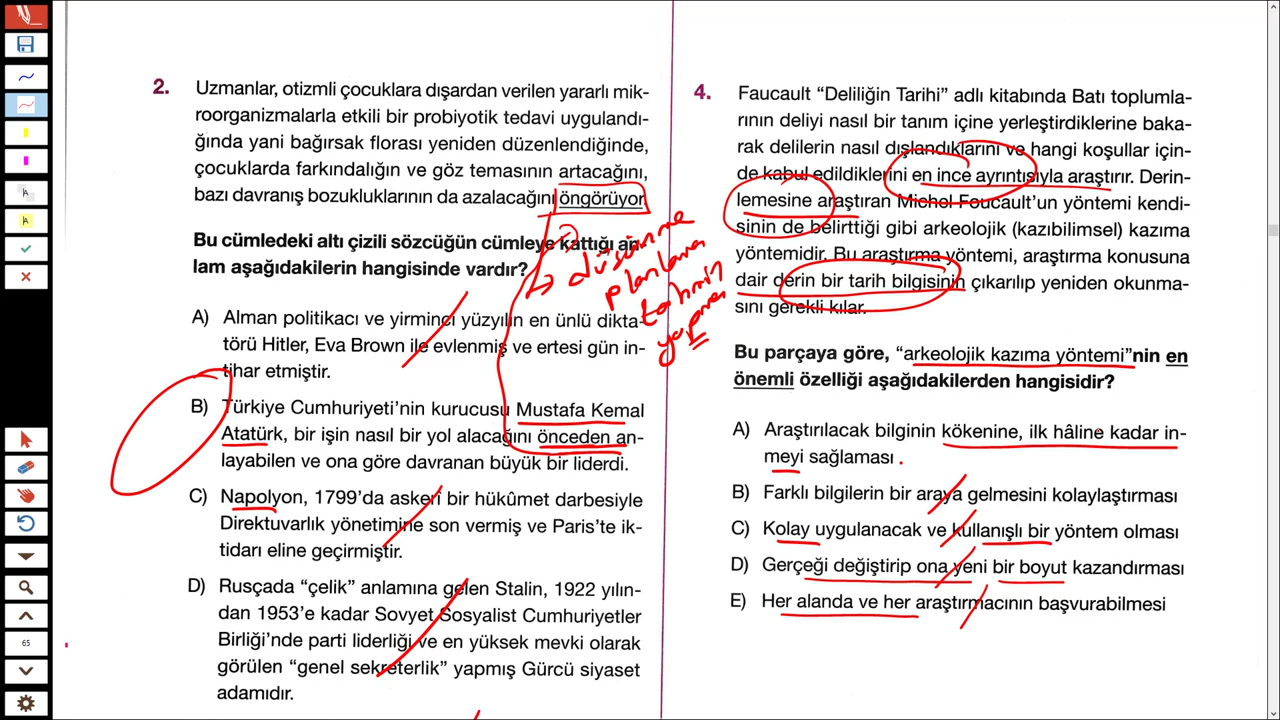 2. Uzmanlar, otizmli çocuklara dışardan verilen yararlı mik-
roorganizmalarla etkili bir probiyotik tedavi uygulandı-
ğında yani bağırsak florası yeniden düzenlendiğinde,
çocuklarda farkındalığın ve göz temasının artacağını,
bazı davranış bozukluklarının da azalacağını öngörüyor.
Bu cümledeki altı çizili sözcüğün cümleye kattığı an-
lam aşağıdakilerin hangisinde vardır?
düşünme
planlama
tahmin
yapma
A) Alman politikacı ve yirminci yüzyılın en ünlü dikta-
törü Hitler, Eva Brown ile evlenmiş ve ertesi gün in-
tihar etmiştir.
B) Türkiye Cumhuriyeti’nin kurucusu Mustafa Kemal
Atatürk, bir işin nasıl bir yol alacağını önceden an-
layabilen ve ona göre davranan büyük bir liderdi.
C) Napolyon, 1799’da askeri bir hükûmet darbesiyle
Direktuvarlık yönetimine son vermiş ve Paris’te ik-
tidarı eline geçirmiştir.
D) Rusçada “çelik” anlamına gelen Stalin, 1922 yılın-
dan 1953’e kadar Sovyet Sosyalist Cumhuriyetler
Birliği’nde parti liderliği ve en yüksek mevki olarak
görülen “genel sekreterlik” yapmış Gürcü siyaset
adamıdır.
4. Faucault “Deliliğin Tarihi” adlı kitabında Batı toplumla-
rının deliyi nasıl bir tanım içine yerleştirdiklerine baka-
rak delilerin nasıl dışlandıklarını ve hangi koşullar için-
de kabul edildiklerini en ince ayrıntısıyla araştırır. Derin-
lemesine araştıran Michel Foucault’un yöntemi kendi-
sinin de belirttiği gibi arkeolojik (kazıbilimsel) kazıma
yöntemidir. Bu araştırma yöntemi, araştırma konusuna
dair derin bir tarih bilgisinin çıkarılıp yeniden okunma-
sını gerekli kılar.
Bu parçaya göre, “arkeolojik kazıma yöntemi”nin en
önemli özelliği aşağıdakilerden hangisidir?
A) Araştırılacak bilginin kökenine, ilk hâline kadar in-
meyi sağlaması
B) Farklı bilgilerin bir araya gelmesini kolaylaştırması
C) Kolay uygulanacak ve kullanışlı bir yöntem olması
D) Gerçeği değiştirip ona yeni bir boyut kazandırması
E) Her alanda ve her araştırmacının başvurabilmesi
65